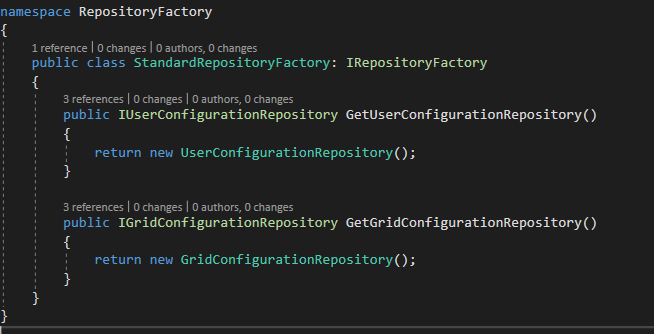 namespace RepositoryFactory
{
1 reference | 0 changes | 0 authors, 0 changes
public class StandardRepositoryFactory: IRepositoryFactory
{
3 references | 0 changes | 0 authors, 0 changes
public IUserConfigurationRepository GetUserConfigurationRepository()
{
return new UserConfigurationRepository();
}
3 references | 0 changes | 0 authors, 0 changes
public IGridConfigurationRepository GetGridConfigurationRepository()
{
return new GridConfigurationRepository();
}
}
}